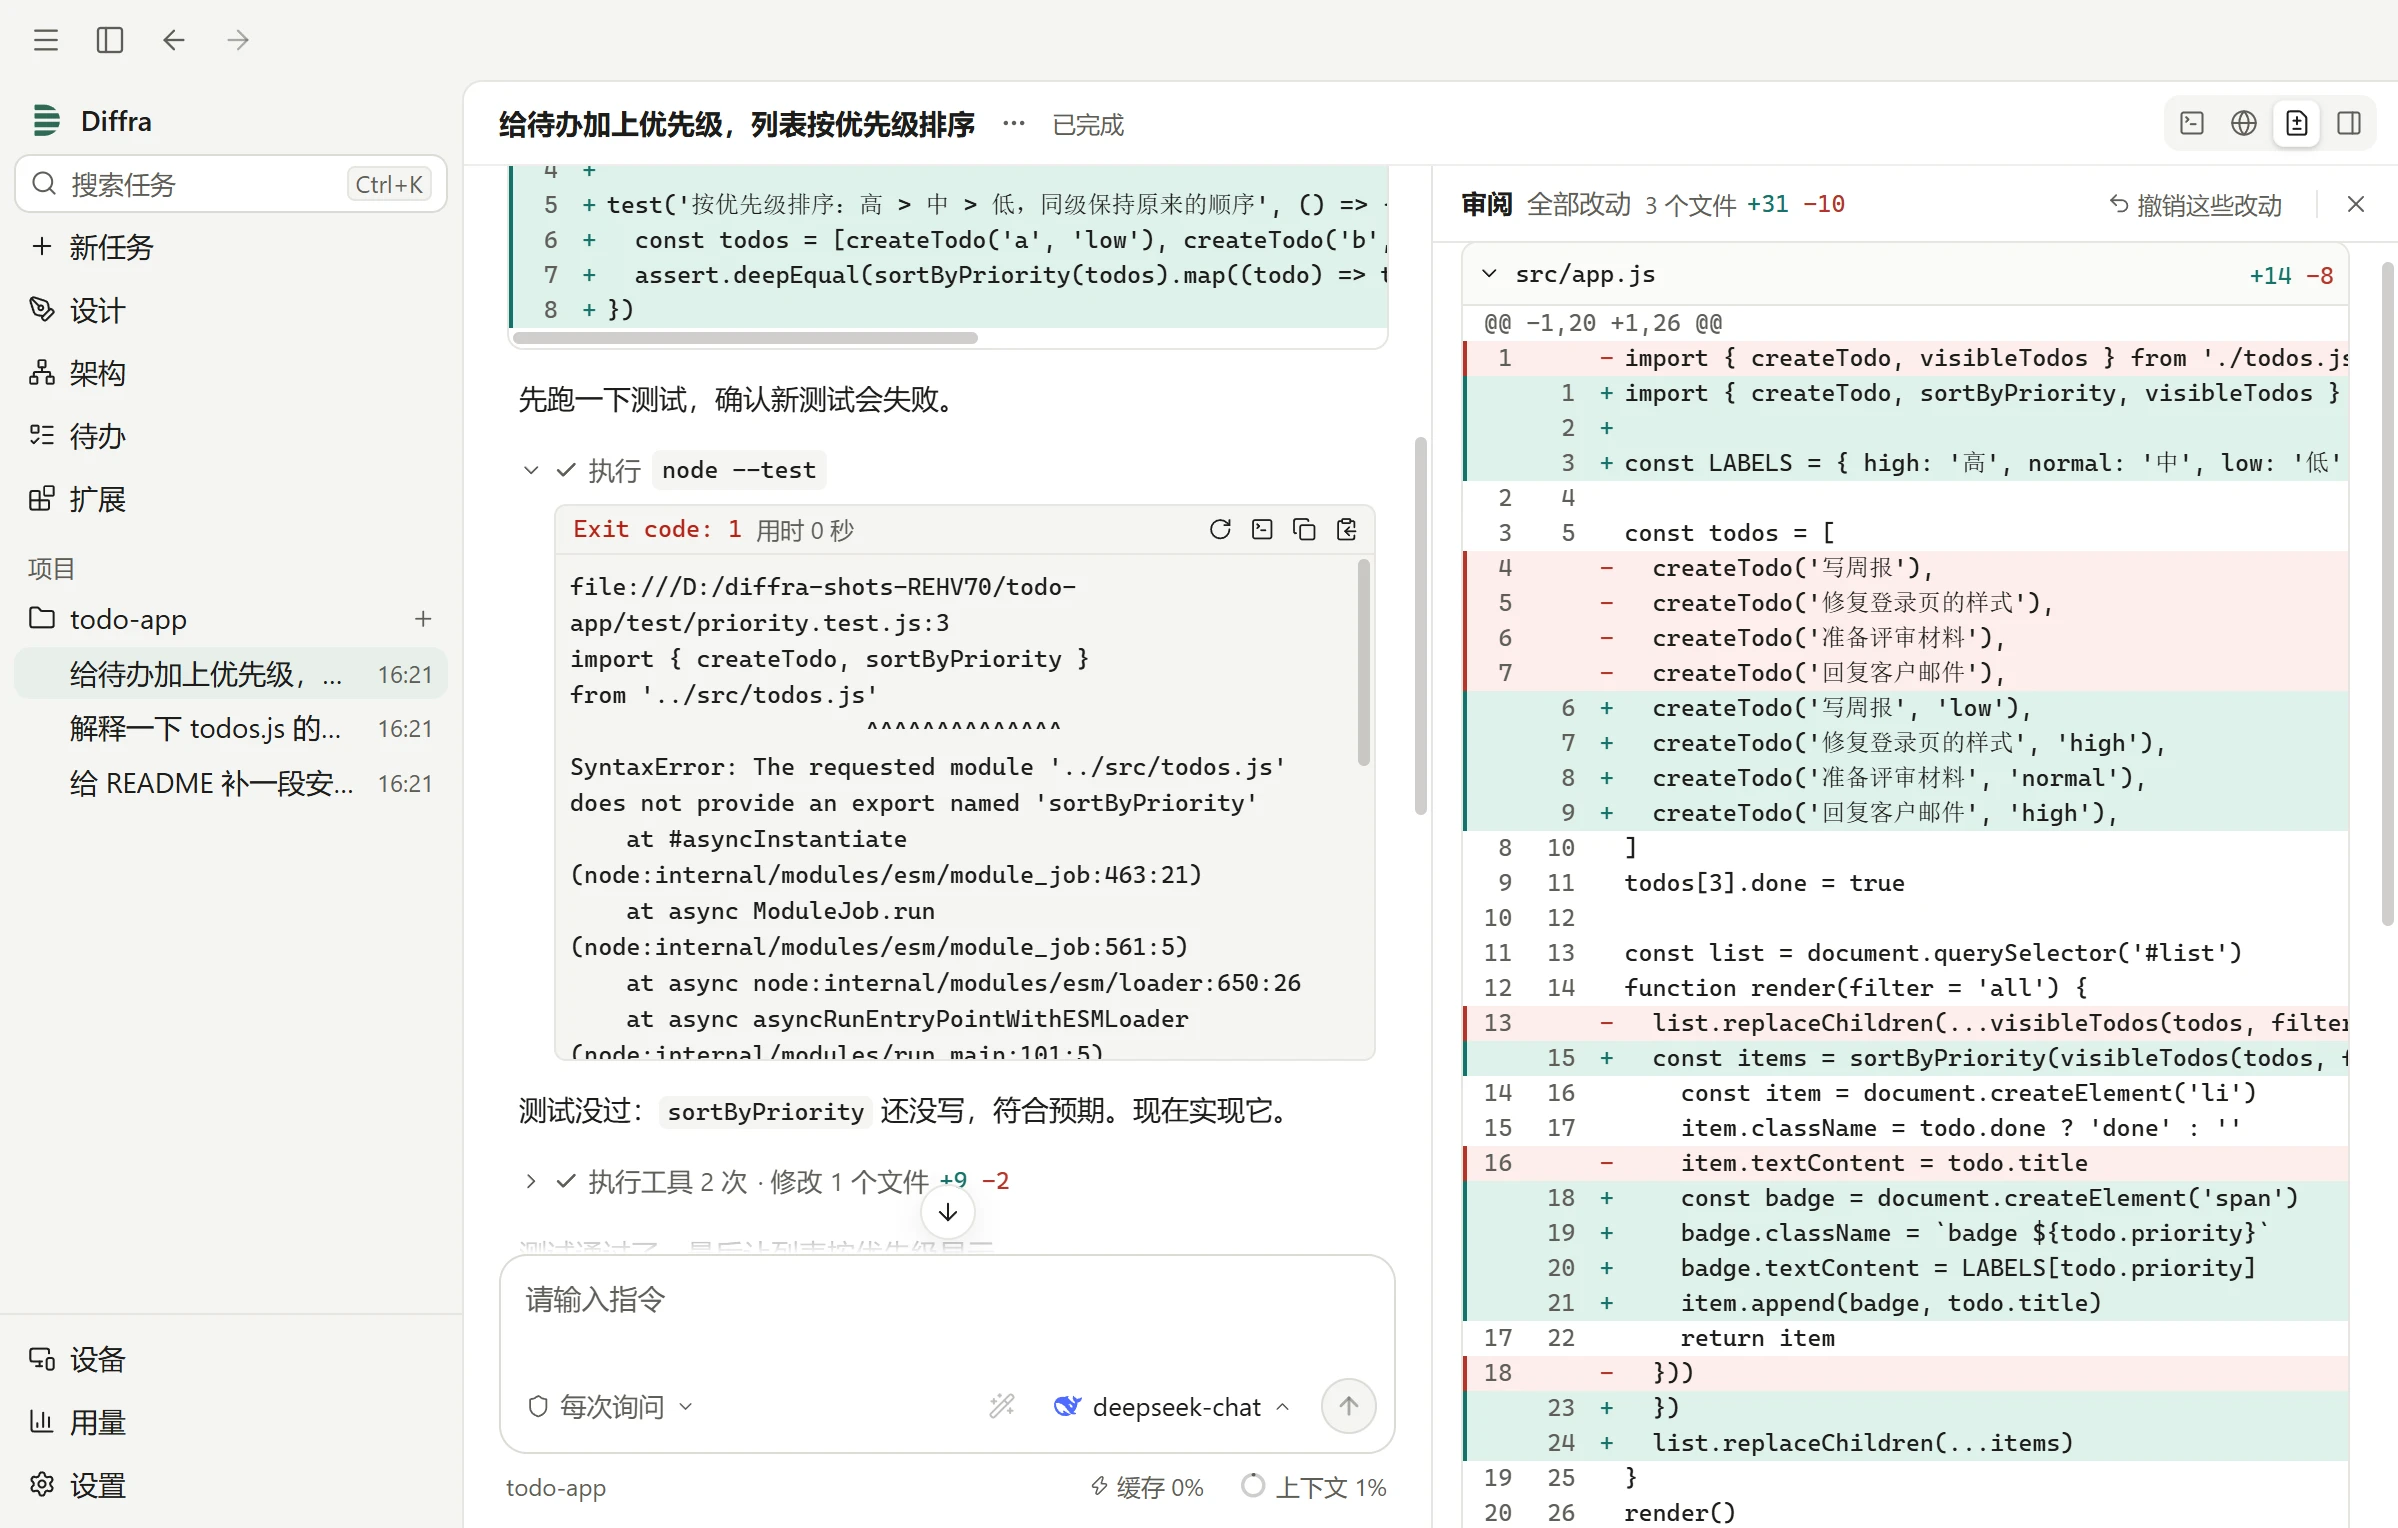 Diffra
搜索任务 Ctrl+K
新任务
设计
架构
待办
扩展
项目
todo-app
给待办加上优先级，... 16:21
解释一下 todos.js 的... 16:21
给 README 补一段安... 16:21
设备
用量
设置
给待办加上优先级，列表按优先级排序 ··· 已完成
4 +
5 + test('按优先级排序：高 > 中 > 低，同级保持原来的顺序', () =>
6 + const todos = [createTodo('a', 'low'), createTodo('b',
7 + assert.deepEqual(sortByPriority(todos).map((todo) =>
8 + })
先跑一下测试，确认新测试会失败。
执行 node --test
Exit code: 1 用时 0 秒
file:///D:/diffra-shots-REHV70/todo-
app/test/priority.test.js:3
import { createTodo, sortByPriority }
from '../src/todos.js'
^^^^^^^^^^^^^^
SyntaxError: The requested module '../src/todos.js'
does not provide an export named 'sortByPriority'
at #asyncInstantiate
(node:internal/modules/esm/module_job:463:21)
at async ModuleJob.run
(node:internal/modules/esm/module_job:561:5)
at async node:internal/modules/esm/loader:650:26
at async asyncRunEntryPointWithESMLoader
(node:internal/modules/run_main:101:5)
测试没过： sortByPriority 还没写，符合预期。现在实现它。
执行工具 2 次 · 修改 1 个文件 +9 −2
请输入指令
每次询问 deepseek-chat
todo-app 缓存 0% 上下文 1%
审阅 全部改动 3 个文件 +31 −10 撤销这些改动
src/app.js +14 −8
@@ −1,20 +1,26 @@
1 − import { createTodo, visibleTodos } from './todos.js
1 + import { createTodo, sortByPriority, visibleTodos }
2 +
3 + const LABELS = { high: '高', normal: '中', low: '低'
2 4
3 5 const todos = [
4 − createTodo('写周报'),
5 − createTodo('修复登录页的样式'),
6 − createTodo('准备评审材料'),
7 − createTodo('回复客户邮件'),
6 + createTodo('写周报', 'low'),
7 + createTodo('修复登录页的样式', 'high'),
8 + createTodo('准备评审材料', 'normal'),
9 + createTodo('回复客户邮件', 'high'),
8 10 ]
9 11 todos[3].done = true
10 12
11 13 const list = document.querySelector('#list')
12 14 function render(filter = 'all') {
13 − list.replaceChildren(...visibleTodos(todos, filter
15 + const items = sortByPriority(visibleTodos(todos,
14 16 const item = document.createElement('li')
15 17 item.className = todo.done ? 'done' : ''
16 − item.textContent = todo.title
18 + const badge = document.createElement('span')
19 + badge.className = `badge ${todo.priority}`
20 + badge.textContent = LABELS[todo.priority]
21 + item.append(badge, todo.title)
17 22 return item
18 − }))
23 + })
24 + list.replaceChildren(...items)
19 25 }
20 26 render()